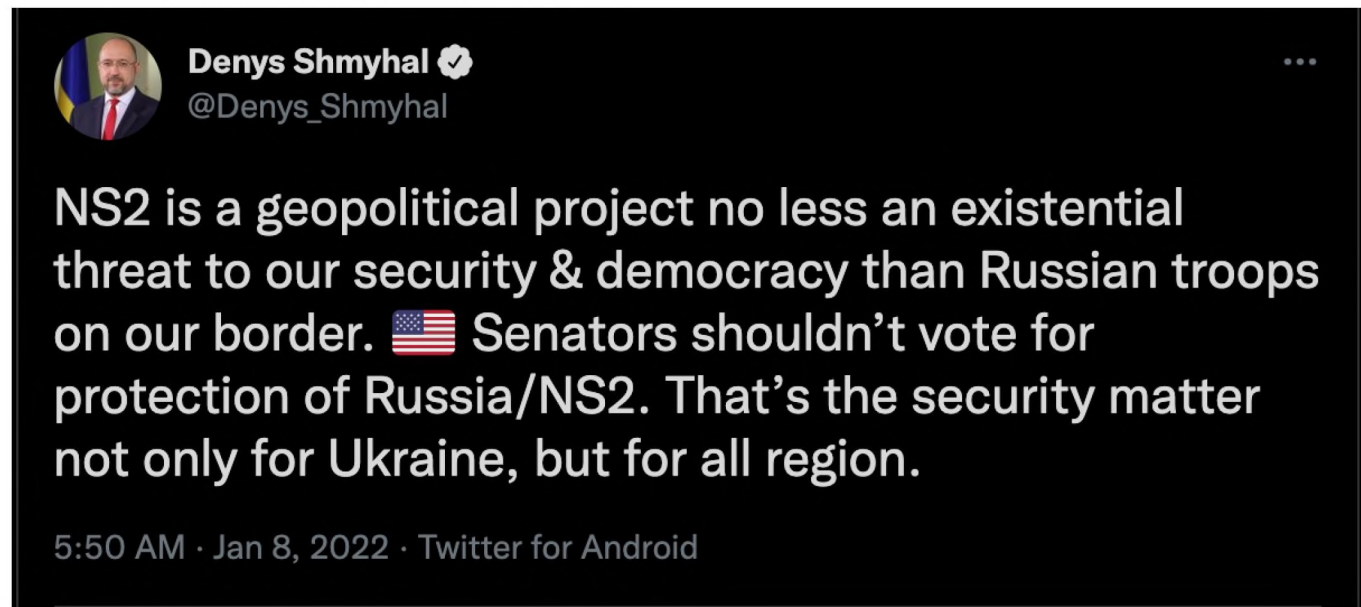 Denys Shmyhal
@Denys_Shmyhal
NS2 is a geopolitical project no less an existential
threat to our security & democracy than Russian troops
on our border. 🇺🇸 Senators shouldn’t vote for
protection of Russia/NS2. That’s the security matter
not only for Ukraine, but for all region.
5:50 AM · Jan 8, 2022 · Twitter for Android